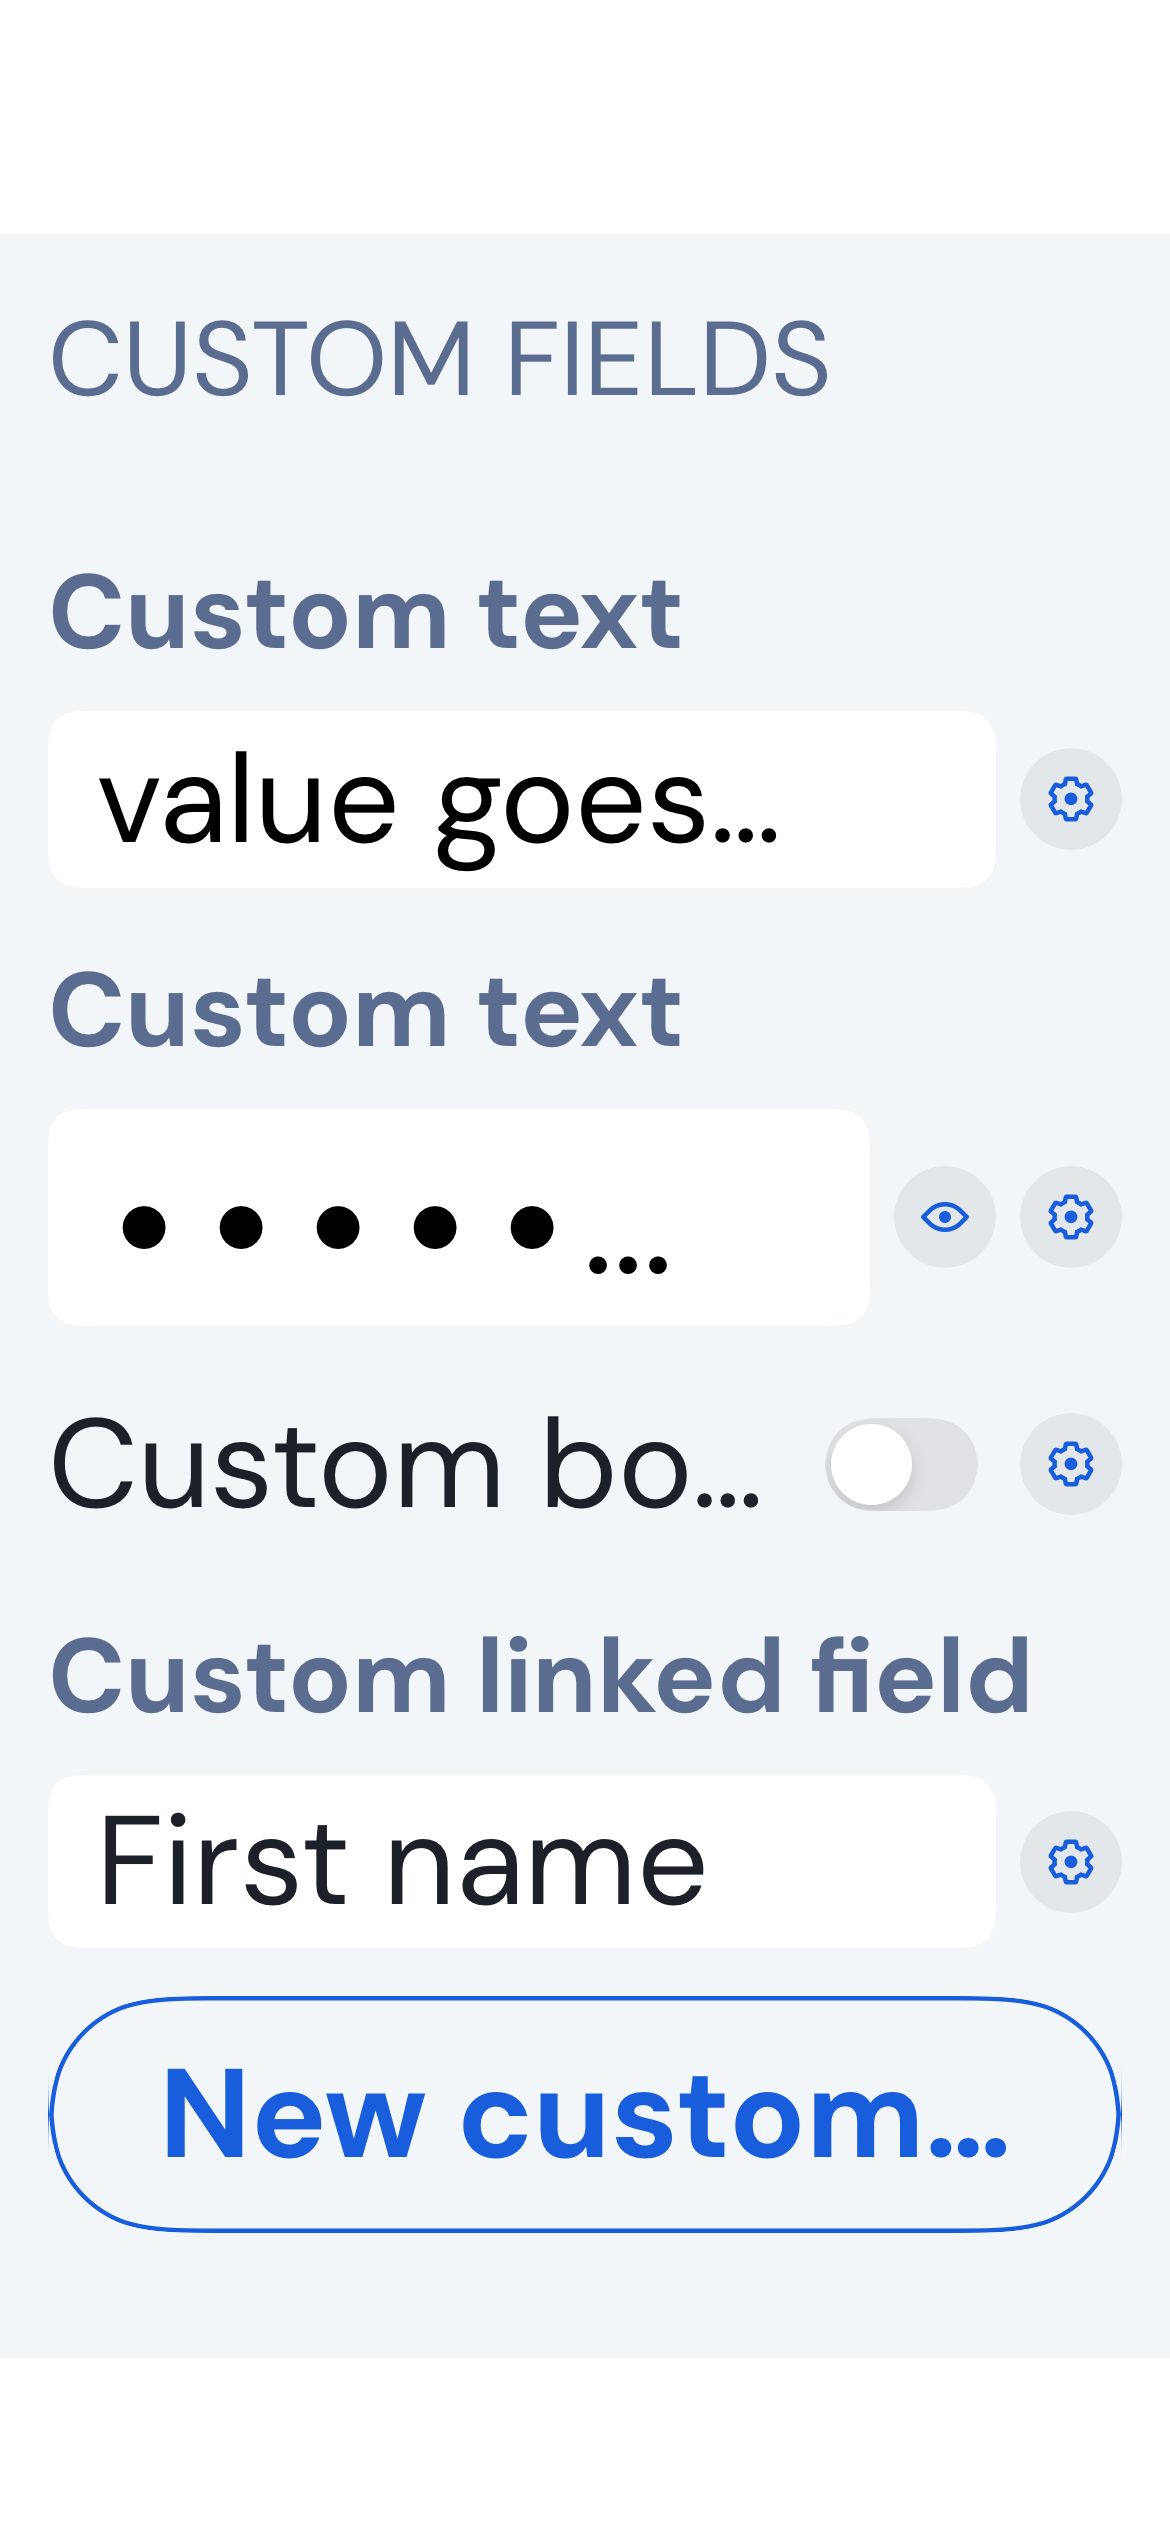 CUSTOM FIELDS
Custom text
value goes...
Custom text
• • • • •...
Custom bo...
Custom linked field
First name
New custom...